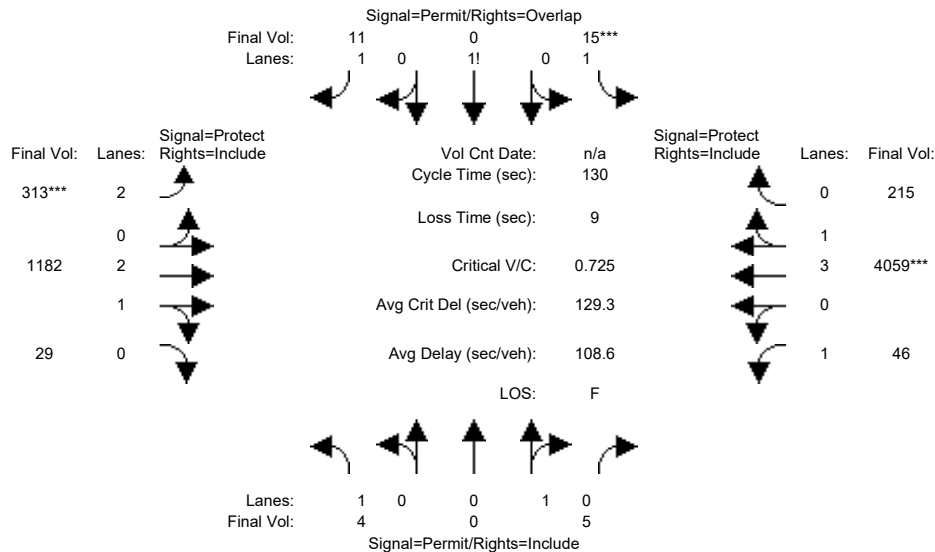 Signal=Permit/Rights=Overlap
Final Vol: 11 0 15***
Lanes: 1 0 1! 0 1
Signal=Protect
Final Vol: Lanes: Rights=Include
Vol Cnt Date: n/a
Signal=Protect
Rights=Include Lanes: Final Vol:
Cycle Time (sec): 130
313*** 2
0 215
Loss Time (sec): 9
0
1
1182 2
Critical V/C: 0.725
3 4059***
1
Avg Crit Del (sec/veh): 129.3
0
29 0
Avg Delay (sec/veh): 108.6
1 46
LOS: F
Lanes: 1 0 0 1 0
Final Vol: 4 0 5
Signal=Permit/Rights=Include